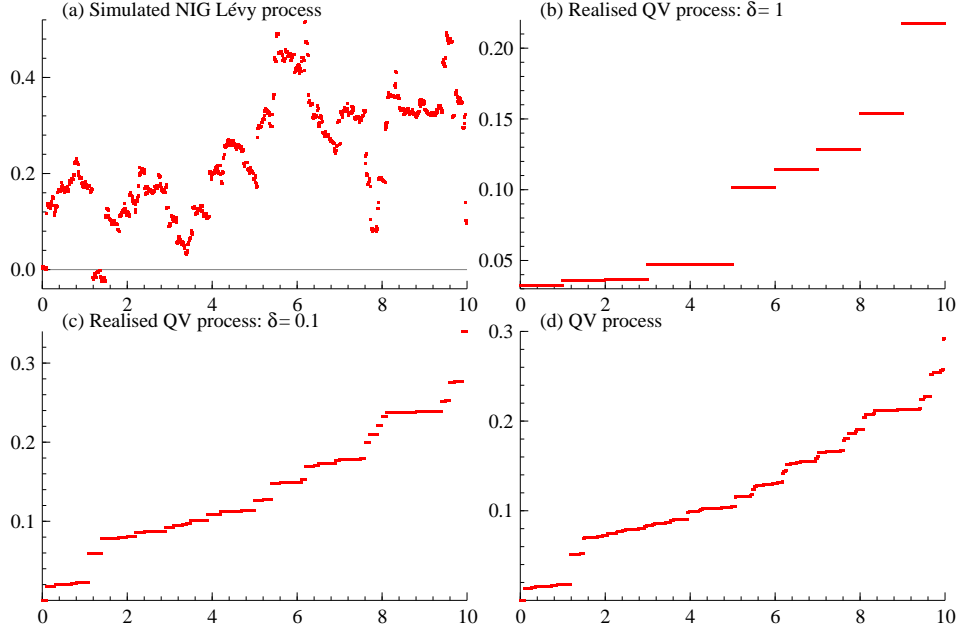 (a) Simulated NIG Lévy process
(b) Realised QV process: δ= 1
0.4
0.2
0.0
0 2 4 6 8 10
0.20
0.15
0.10
0.05
0 2 4 6 8 10
(c) Realised QV process: δ= 0.1
(d) QV process
0.3
0.2
0.1
0 2 4 6 8 10
0.3
0.2
0.1
0 2 4 6 8 10